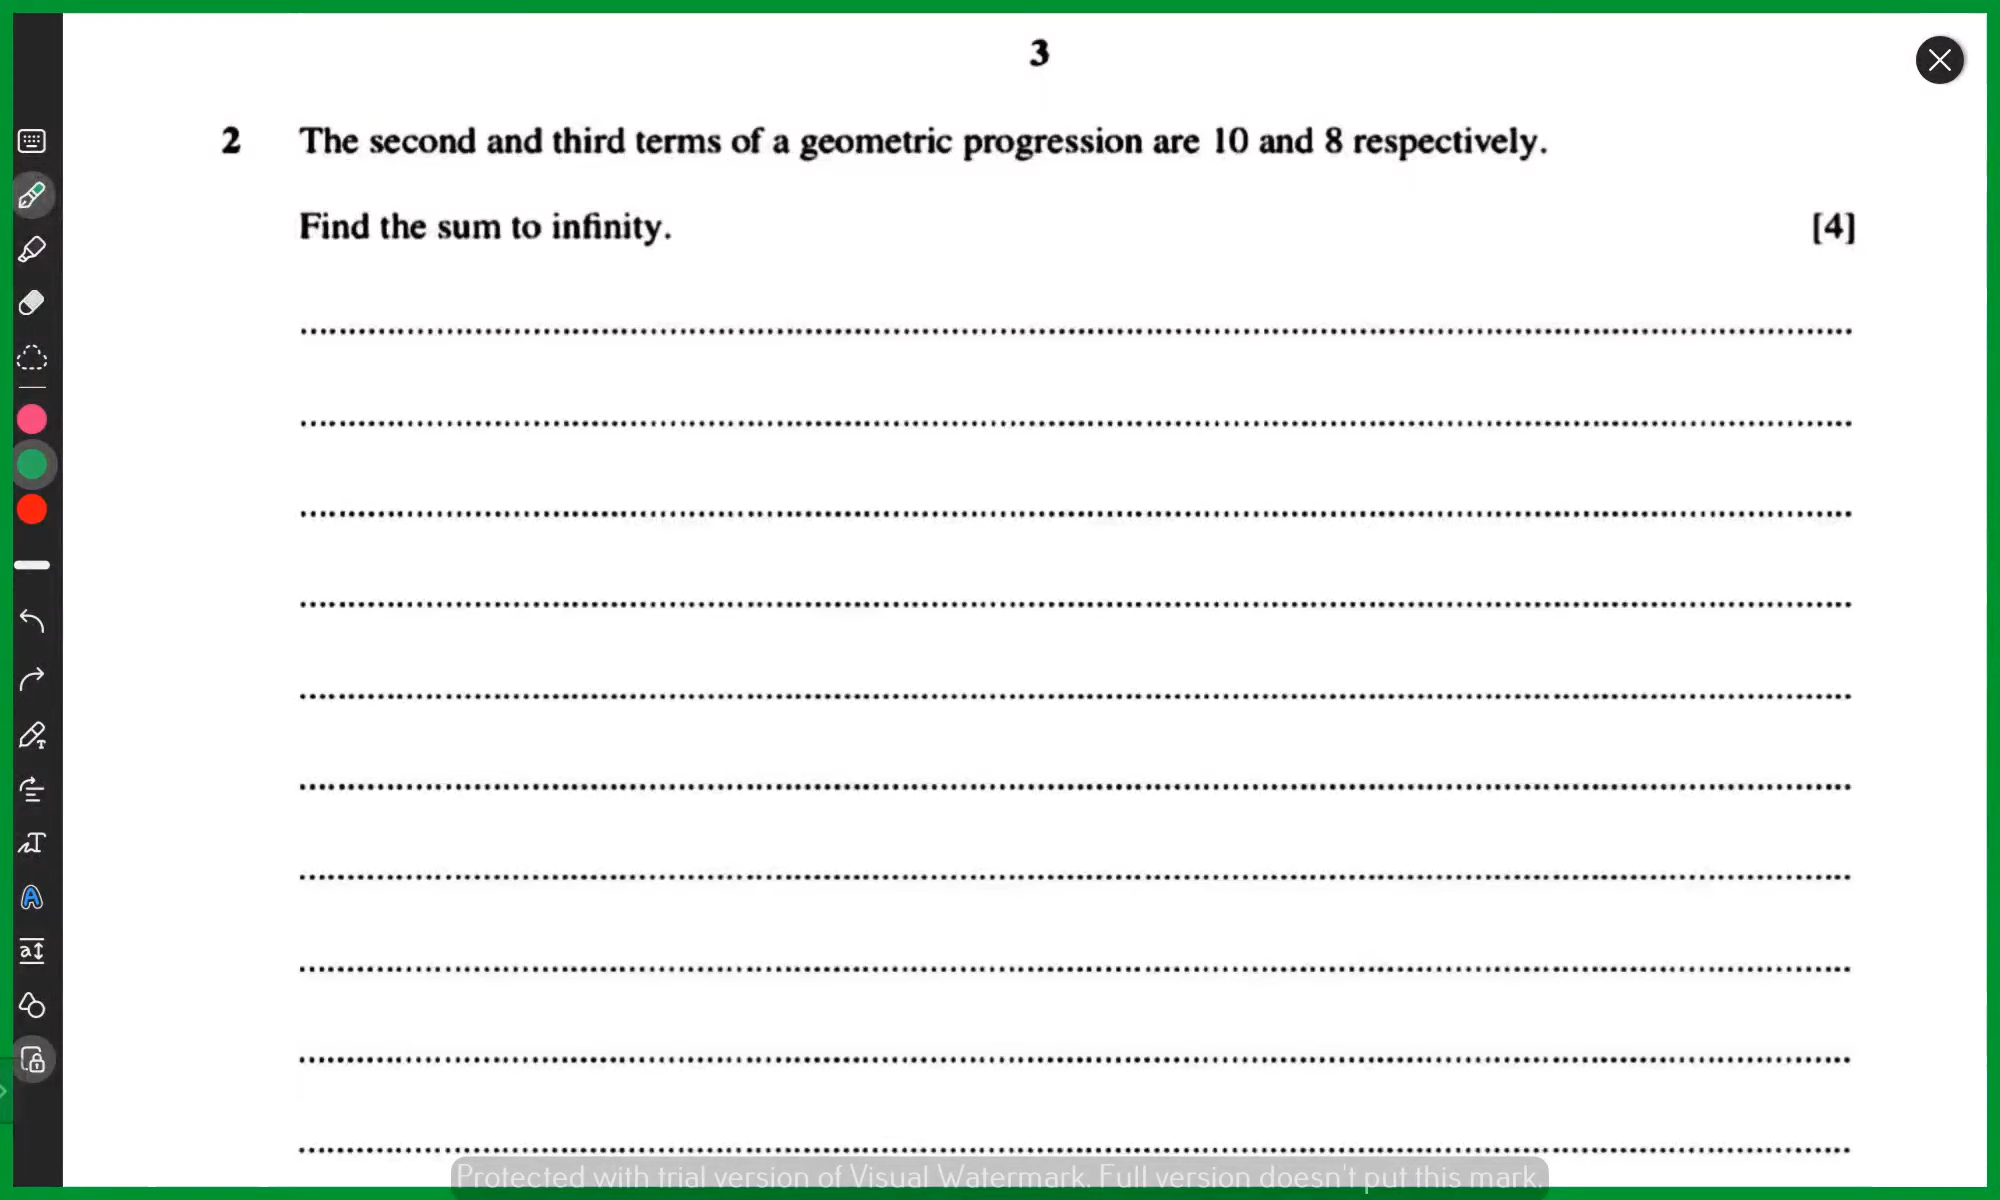 3
2 The second and third terms of a geometric progression are 10 and 8 respectively.
Find the sum to infinity. [4]
Protected with trial version of Visual Watermark. Full version doesn't put this mark.